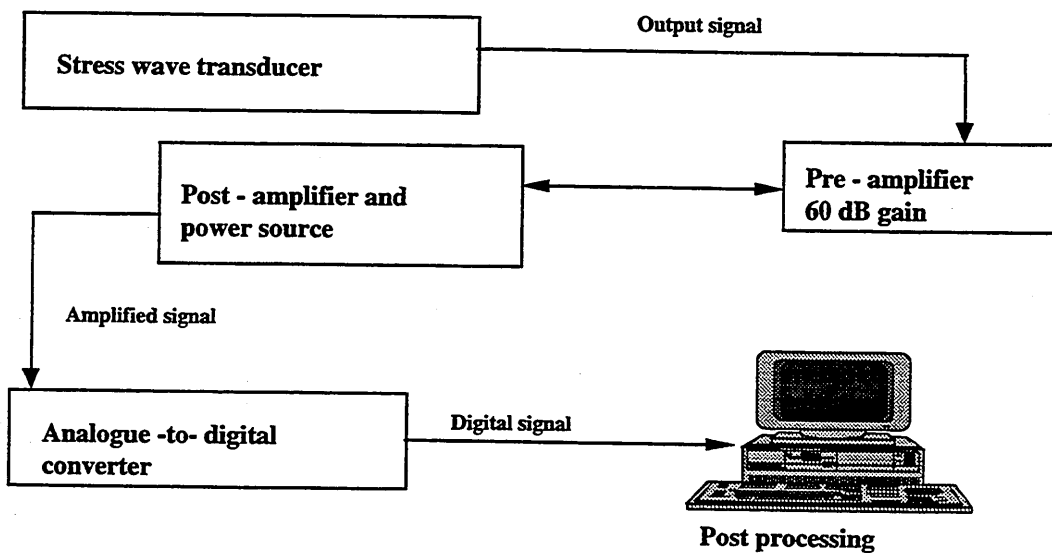 Output signal
Stress wave transducer
Pre - amplifier
60 dB gain
Post - amplifier and
power source
Amplified signal
Analogue -to- digital
converter
Digital signal
Post processing